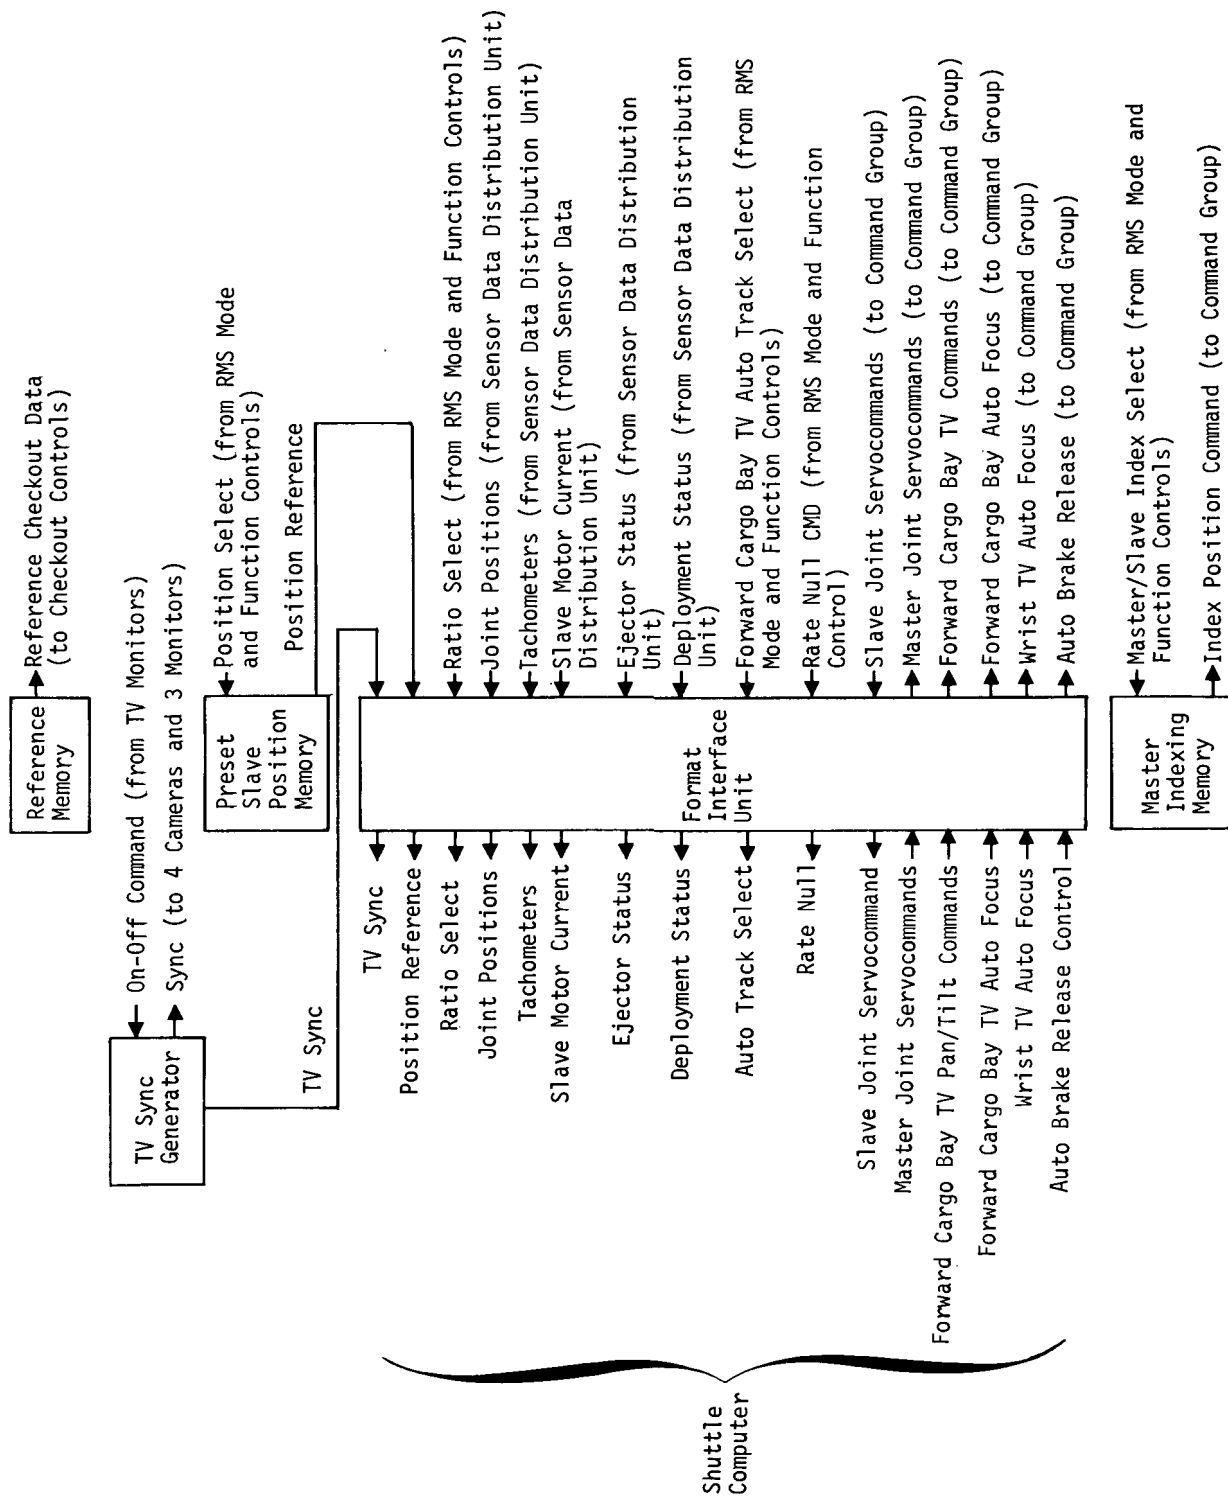 Reference
Memory
Reference Checkout Data
(to Checkout Controls)
TV Sync
Generator
On-Off Command (from TV Monitors)
Sync (to 4 Cameras and 3 Monitors)
Preset
Slave
Position
Memory
Position Select (from RMS Mode
and Function Controls)
Position Reference
TV Sync
Shuttle
Computer
TV Sync
Position Reference
Ratio Select
Joint Positions
Tachometers
Slave Motor Current
Ejector Status
Deployment Status
Auto Track Select
Rate Null
Slave Joint Servocommand
Master Joint Servocommands
Forward Cargo Bay TV Pan/Tilt Commands
Forward Cargo Bay TV Auto Focus
Wrist TV Auto Focus
Auto Brake Release Control
Format
Interface
Unit
Ratio Select (from RMS Mode and Function Controls)
Joint Positions (from Sensor Data Distribution Unit)
Tachometers (from Sensor Data Distribution Unit)
Slave Motor Current (from Sensor Data
Distribution Unit)
Ejector Status (from Sensor Data Distribution
Unit)
Deployment Status (from Sensor Data Distribution
Unit)
Forward Cargo Bay TV Auto Track Select (from RMS
Mode and Function Controls)
Rate Null CMD (from RMS Mode and Function
Control)
Slave Joint Servocommands (to Command Group)
Master Joint Servocommands (to Command Group)
Forward Cargo Bay TV Commands (to Command Group)
Forward Cargo Bay Auto Focus (to Command Group)
Wrist TV Auto Focus (to Command Group)
Auto Brake Release (to Command Group)
Master
Indexing
Memory
Master/Slave Index Select (from RMS Mode and
Function Controls)
Index Position Command (to Command Group)